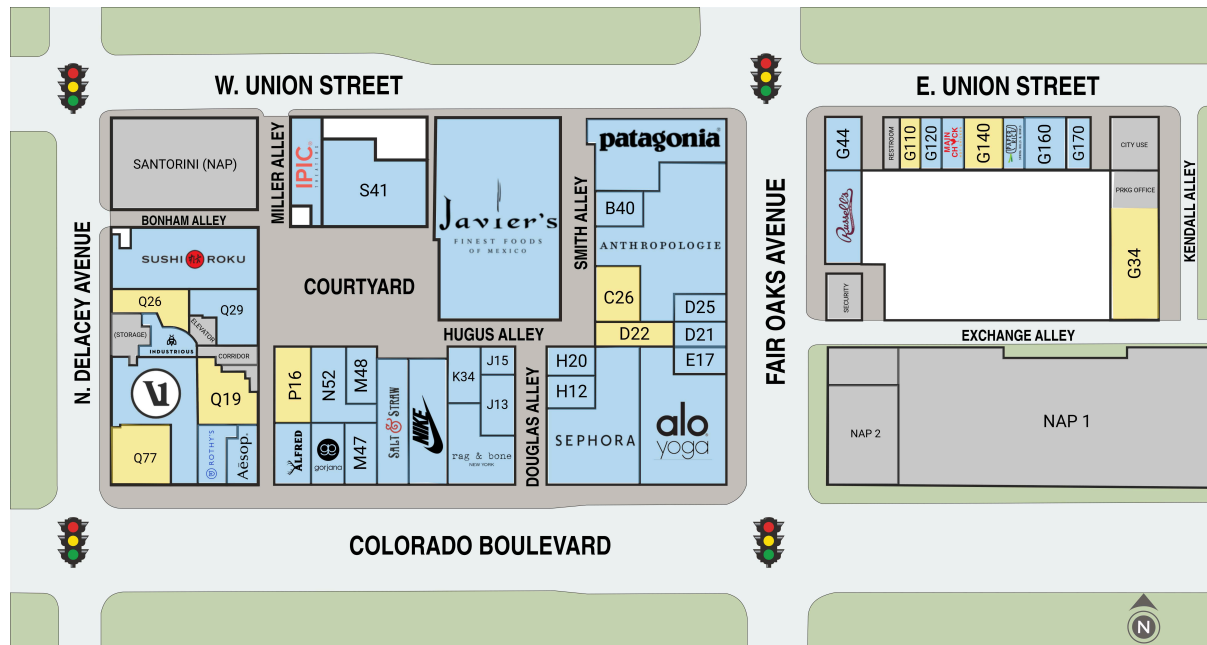 W. UNION STREET
E. UNION STREET
SANTORINI (NAP)
MILLER ALLEY
IPIC
THEATERS
S41
Javier's
FINEST FOODS
OF MEXICO
SMITH ALLEY
patagonia®
B40
ANTHROPOLOGIE
FAIR OAKS AVENUE
G44
RESTROOM
G110
G120
MAIN
CHICK
G140
G160
G170
CITY USE
PRKG OFFICE
KENDALL ALLEY
Russell's
G34
SECURITY
BONHAM ALLEY
N. DELACEY AVENUE
SUSHI ROKU
COURTYARD
Q26
Q29
(STORAGE)
ELEVATOR
INDUSTRIOUS
CORRIDOR
C26
D25
D22
D21
HUGUS ALLEY
EXCHANGE ALLEY
Q19
Q77
ROTHY'S
Aēsop.
P16
N52
M48
K34
J15
J13
H20
H12
E17
ALFRED
gorjana
M47
SALT & STRAW
NIKE
rag & bone
NEW YORK
DOUGLAS ALLEY
SEPHORA
alo
yoga
NAP 2
NAP 1
COLORADO BOULEVARD
N